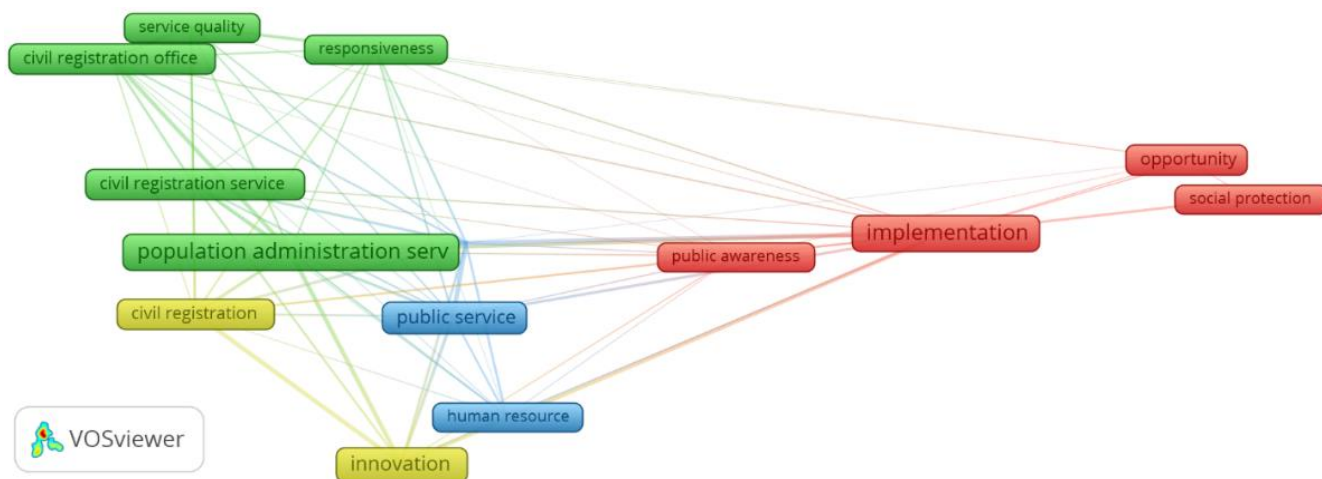 service quality
civil registration office
responsiveness
opportunity
civil registration service
social protection
implementation
population administration serv
public awareness
civil registration
public service
human resource
VOSviewer
innovation